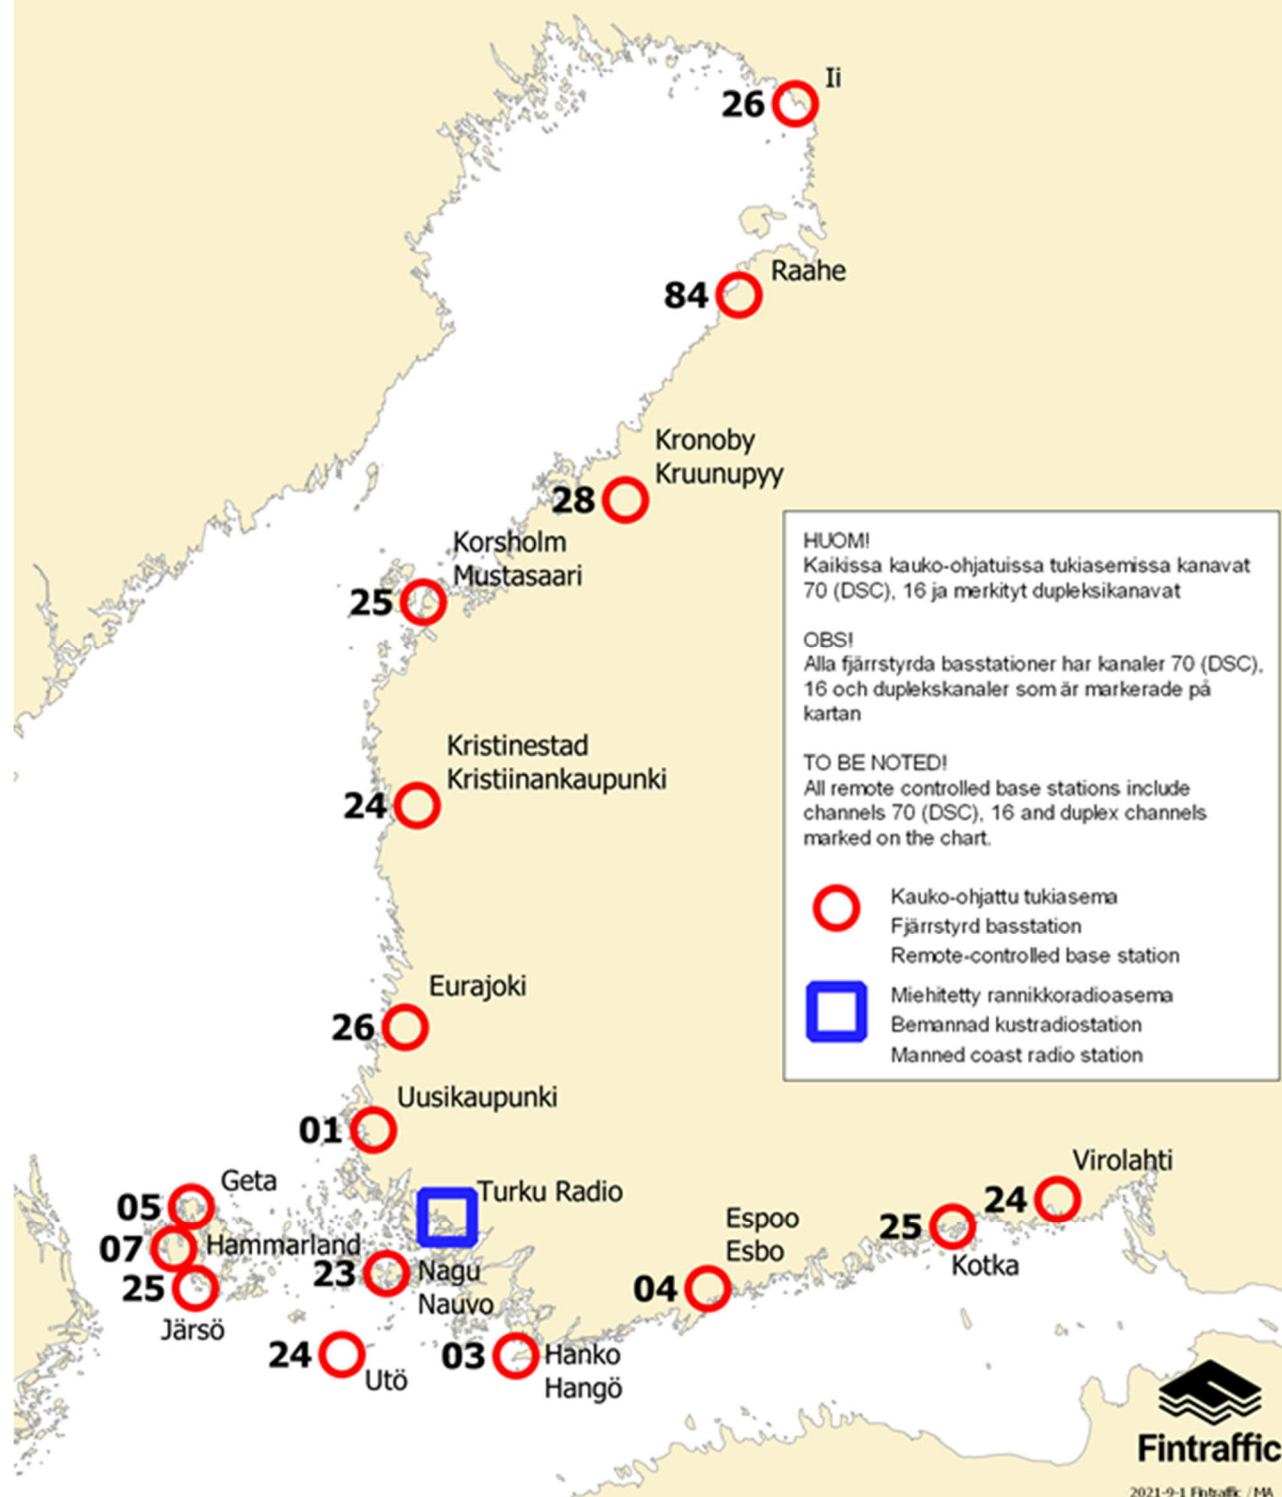 Ii
26
Raahe
84
Kronoby
Kruunupyy
28
Korsholm
Mustasaari
25
HUOM!
Kaikissa kauko-ohjatuissa tukiasemissa kanavat
70 (DSC), 16 ja merkityt dupleksikanavat
OBS!
Alla fjärrstyrda basstationer har kanaler 70 (DSC),
16 och duplekskanaler som är markerade på
kartan
TO BE NOTED!
All remote controlled base stations include
channels 70 (DSC), 16 and duplex channels
marked on the chart.
Kauko-ohjattu tukiasema
Fjärrstyrd basstation
Remote-controlled base station
Miehitetty rannikkoradioasema
Bemannad kustradiostation
Manned coast radio station
Kristinestad
Kristiinankaupunki
24
Eurajoki
26
Uusikaupunki
01
Geta
05
Turku Radio
07 Hammarland
23 Nagu
Nauvo
25
Järsö
24
Utö
03 Hanko
Hangö
Espoo
Esbo
04
25
Kotka
Virolahti
24
Fintraffic
2021-9-1 Fintraffic / MA